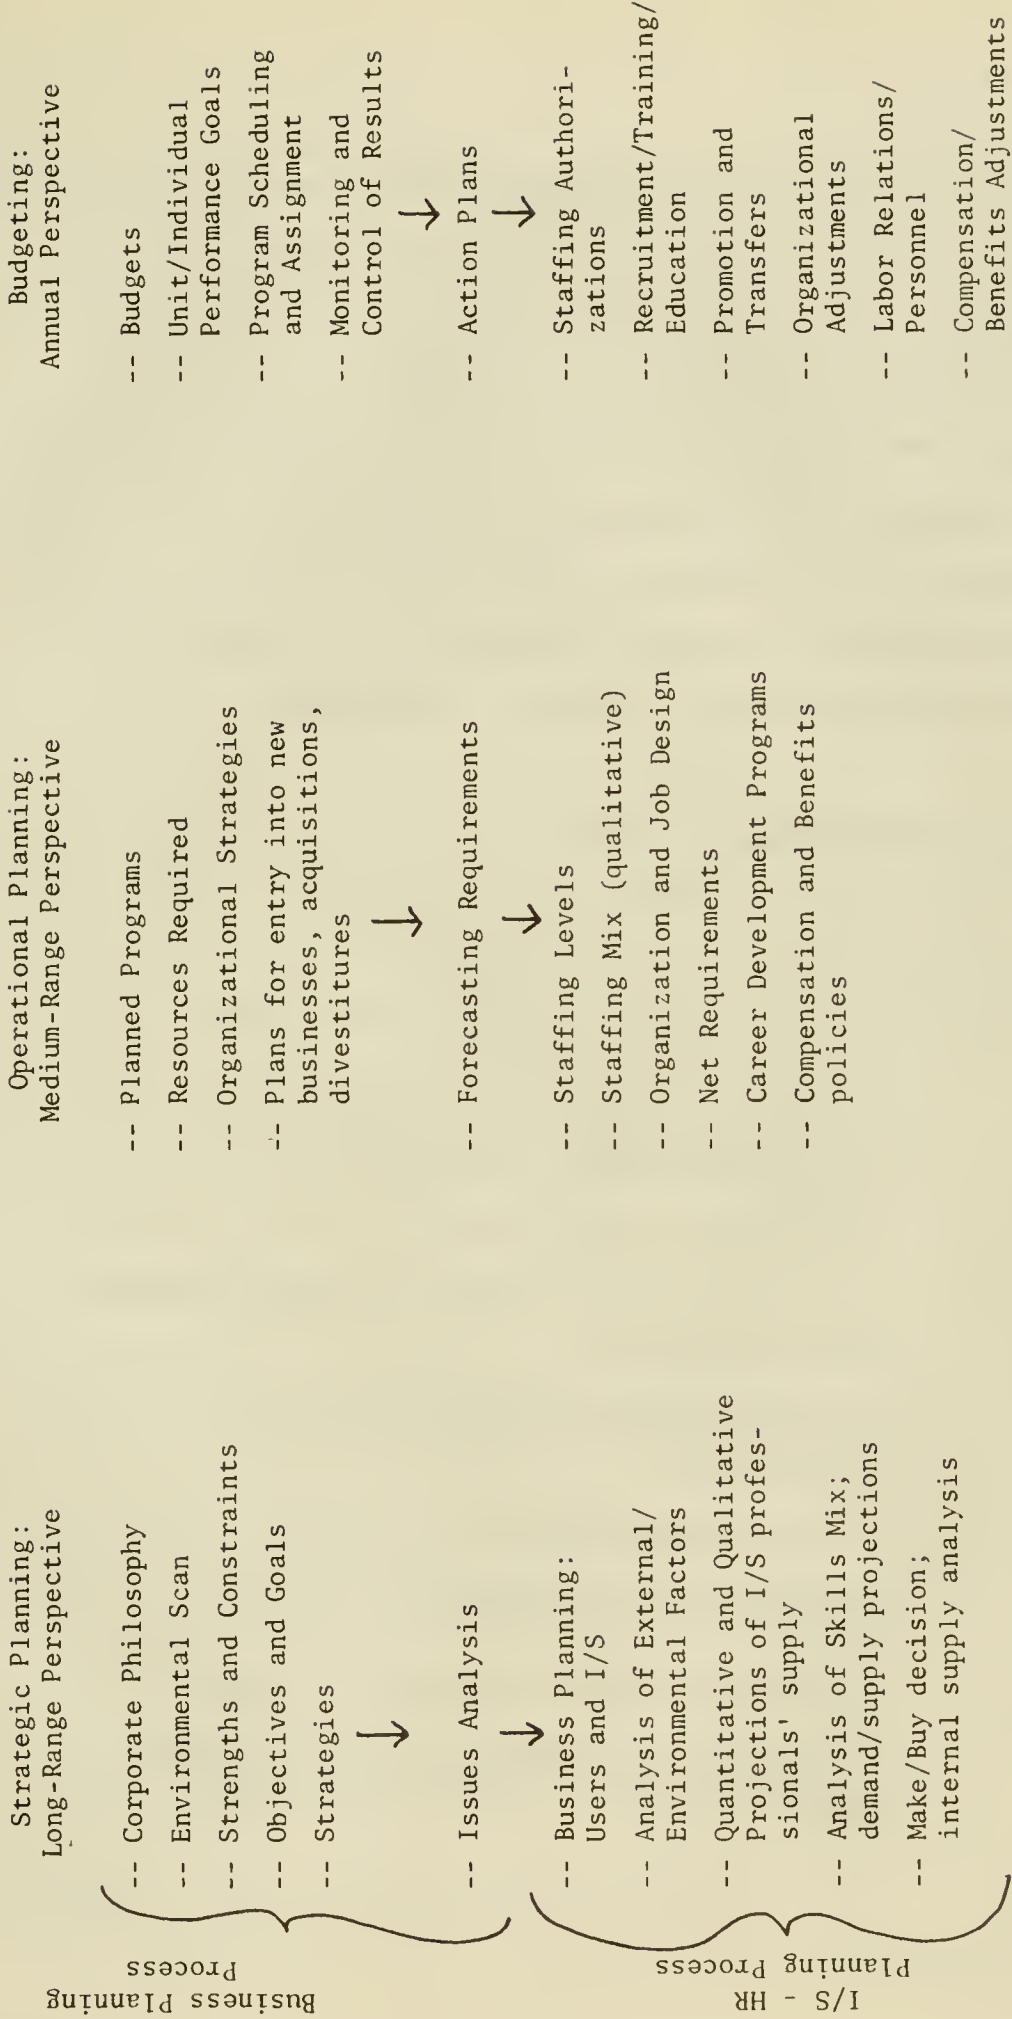 Business Planning
Process
I/S - HR
Planning Process
Strategic Planning:
Long-Range Perspective
-- Corporate Philosophy
-- Environmental Scan
-- Strengths and Constraints
-- Objectives and Goals
-- Strategies
-- Issues Analysis
-- Business Planning:
Users and I/S
-- Analysis of External/
Environmental Factors
-- Quantitative and Qualitative
Projections of I/S profes-
sionals' supply
-- Analysis of Skills Mix;
demand/supply projections
-- Make/Buy decision;
internal supply analysis
Operational Planning:
Medium-Range Perspective
-- Planned Programs
-- Resources Required
-- Organizational Strategies
-- Plans for entry into new
businesses, acquisitions,
divestitures
-- Forecasting Requirements
-- Staffing Levels
-- Staffing Mix (qualitative)
-- Organization and Job Design
-- Net Requirements
-- Career Development Programs
-- Compensation and Benefits
policies
Budgeting:
Annual Perspective
-- Budgets
-- Unit/Individual
Performance Goals
-- Program Scheduling
and Assignment
-- Monitoring and
Control of Results
-- Action Plans
-- Staffing Authori-
zations
-- Recruitment/Training/
Education
-- Promotion and
Transfers
-- Organizational
Adjustments
-- Labor Relations/
Personnel
-- Compensation/
Benefits Adjustments